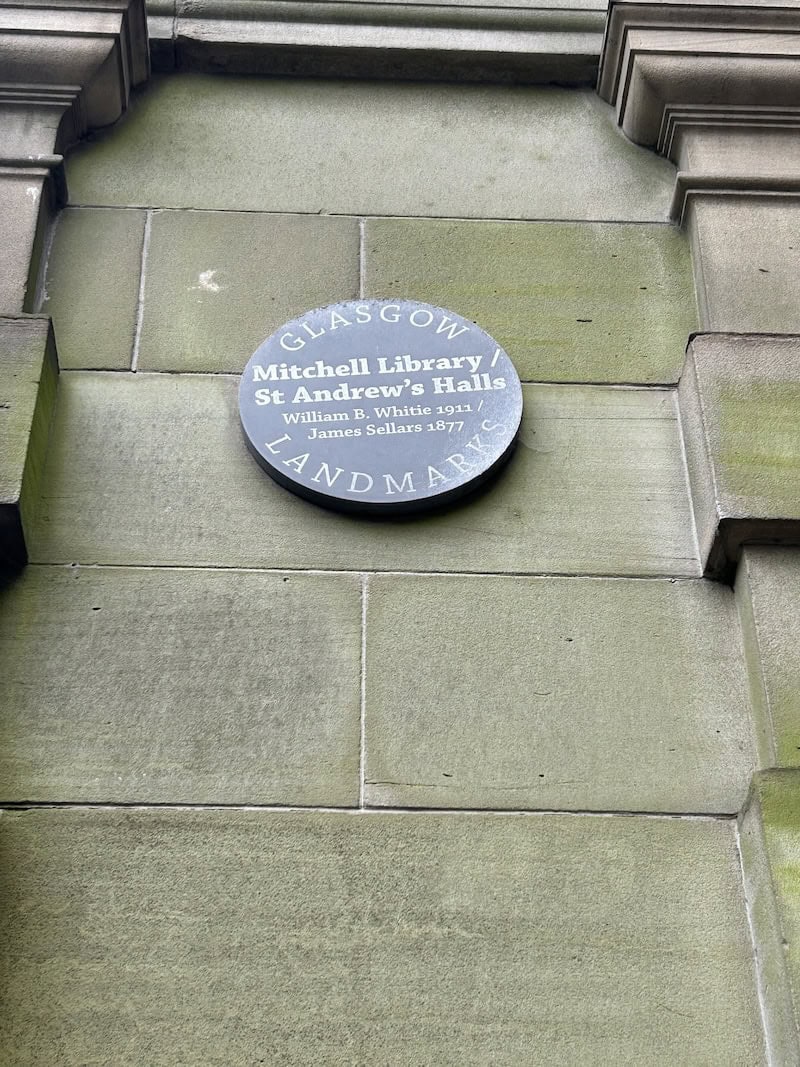 GLASGOW
Mitchell Library /
St Andrew's Halls
William B. Whitie 1911 /
James Sellars 1877
LANDMARKS